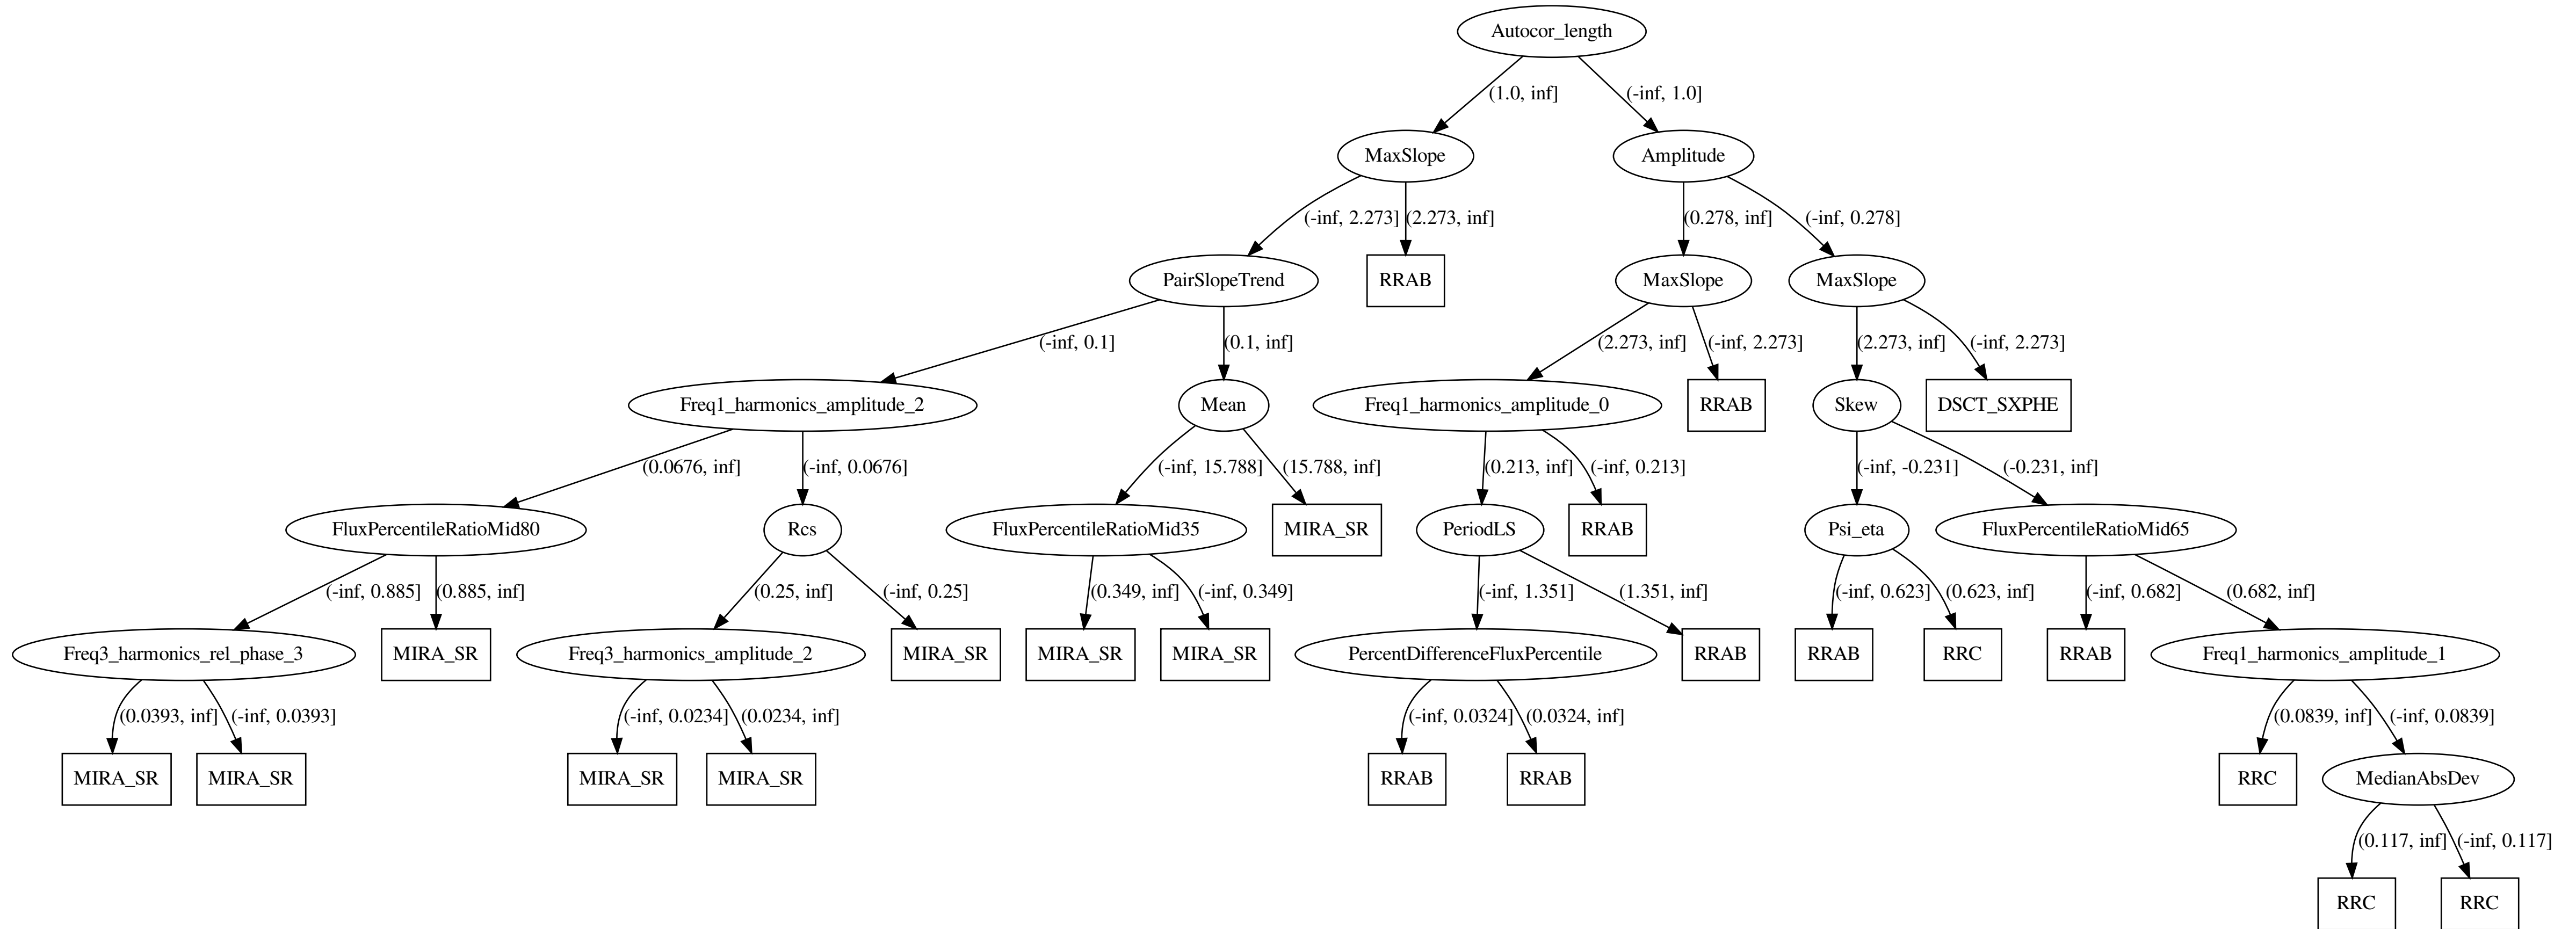 Autocor_length
(1.0, inf] (-inf, 1.0]
MaxSlope Amplitude
(-inf, 2.273] (2.273, inf] (0.278, inf] (-inf, 0.278]
PairSlopeTrend RRAB MaxSlope MaxSlope
(-inf, 0.1] (0.1, inf] (2.273, inf] (-inf, 2.273] (2.273, inf] (-inf, 2.273]
Freq1_harmonics_amplitude_2 Mean Freq1_harmonics_amplitude_0 RRAB Skew DSCT_SXPHE
(0.0676, inf] (-inf, 0.0676] (-inf, 15.788] (15.788, inf] (0.213, inf] (-inf, 0.213] (-inf, -0.231] (-0.231, inf]
FluxPercentileRatioMid80 Rcs FluxPercentileRatioMid35 MIRA_SR PeriodLS RRAB Psi_eta FluxPercentileRatioMid65
(-inf, 0.885] (0.885, inf] (0.25, inf] (-inf, 0.25] (0.349, inf] (-inf, 0.349] (-inf, 1.351] (1.351, inf] (-inf, 0.623] (0.623, inf] (-inf, 0.682] (0.682, inf]
Freq3_harmonics_rel_phase_3 MIRA_SR Freq3_harmonics_amplitude_2 MIRA_SR MIRA_SR MIRA_SR PercentDifferenceFluxPercentile RRAB RRAB RRC RRAB Freq1_harmonics_amplitude_1
(0.0393, inf] (-inf, 0.0393] (-inf, 0.0234] (0.0234, inf] (-inf, 0.0324] (0.0324, inf] (0.0839, inf] (-inf, 0.0839]
MIRA_SR MIRA_SR MIRA_SR MIRA_SR RRAB RRAB RRC MedianAbsDev
(0.117, inf] (-inf, 0.117]
RRC RRC